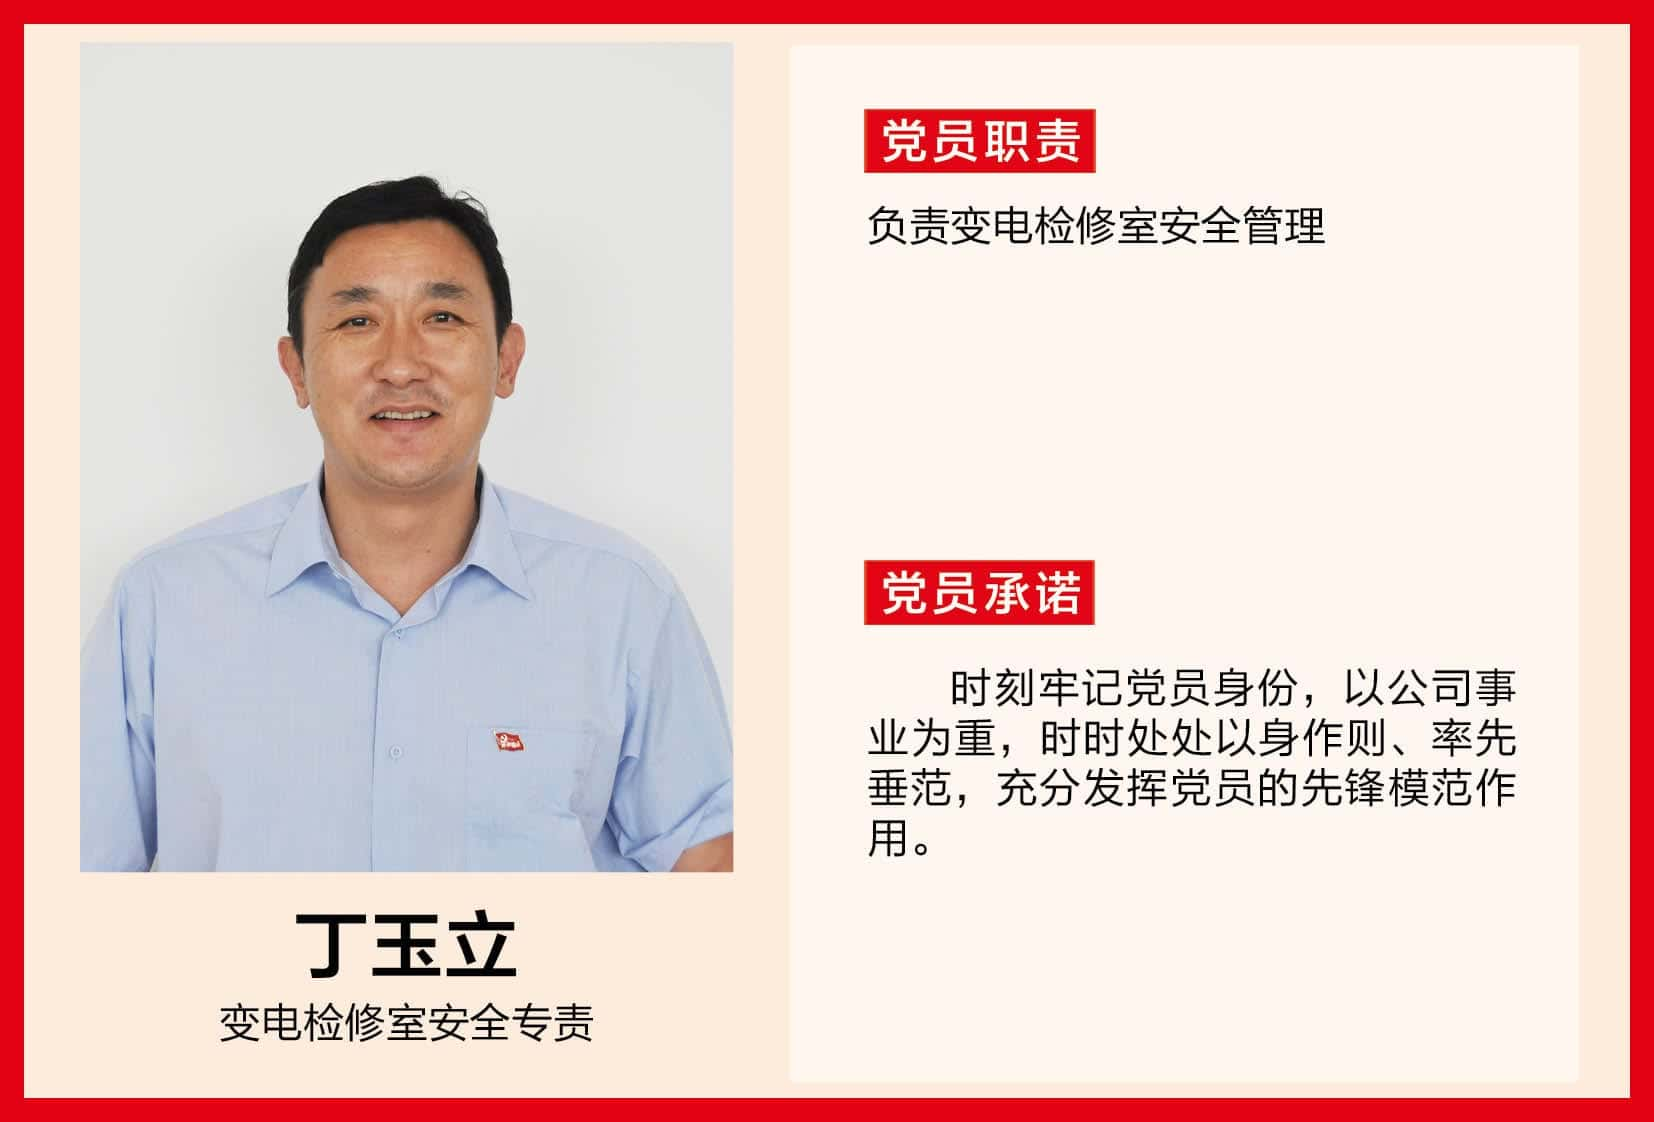 党员职责
负责变电检修室安全管理
党员承诺
时刻牢记党员身份，以公司事
业为重，时时处处以身作则、率先
垂范，充分发挥党员的先锋模范作
用。
丁玉立
变电检修室安全专责